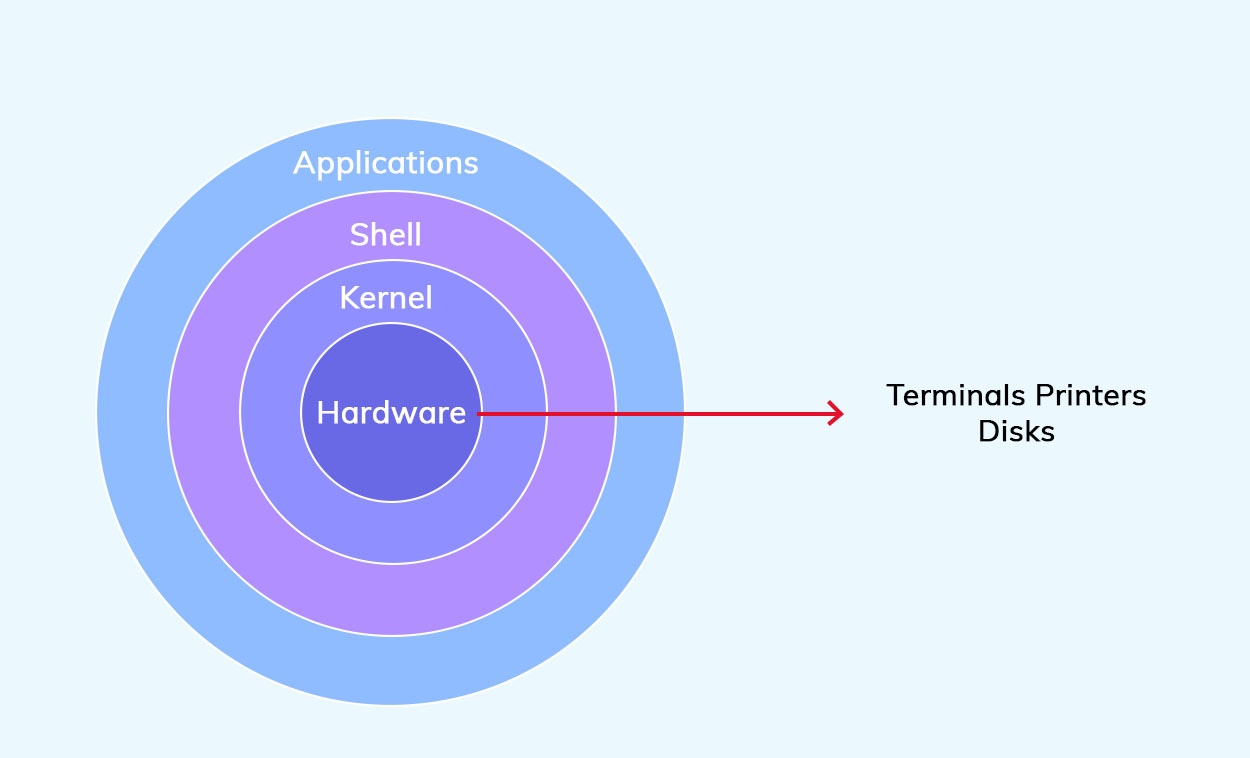 Applications
Shell
Kernel
Hardware
Terminals Printers
Disks